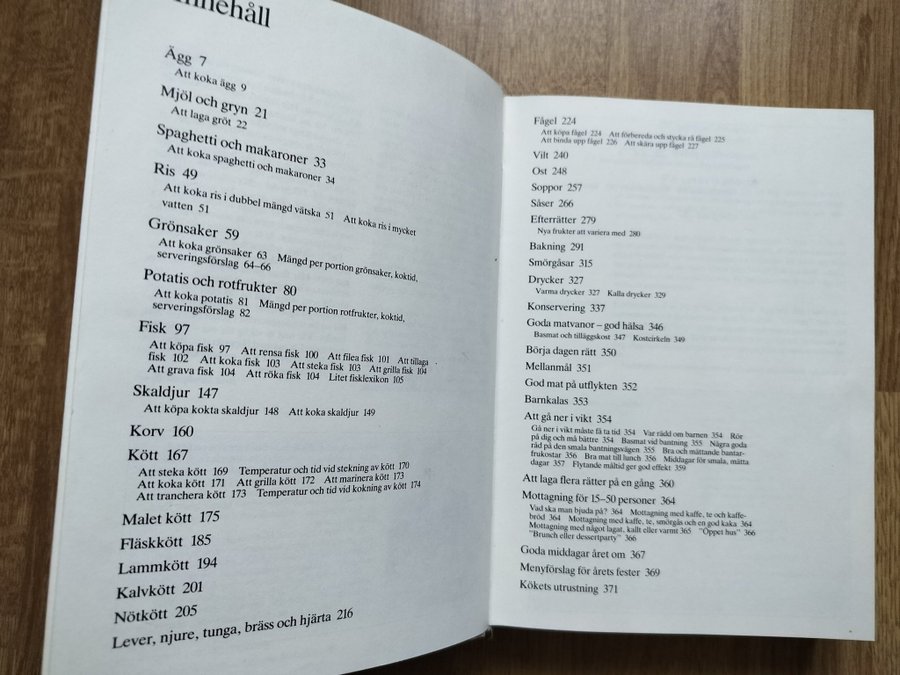 Innehåll
Ägg 7
Att koka ägg 9
Mjöl och gryn 21
Att laga gröt 22
Spaghetti och makaroner 33
Att koka spaghetti och makaroner 34
Ris 49
Att koka ris i dubbel mängd vätska 51 Att koka ris i mycket
vatten 51
Grönsaker 59
Att koka grönsaker 63 Mängd per portion grönsaker, koktid,
serveringsförslag 64–66
Potatis och rotfrukter 80
Att koka potatis 81 Mängd per portion rotfrukter, koktid,
serveringsförslag 82
Fisk 97
Att köpa fisk 97 Att rensa fisk 100 Att filea fisk 101 Att tillaga
fisk 102 Att koka fisk 103 Att steka fisk 103 Att grilla fisk 104
Att grava fisk 104 Att röka fisk 104 Litet fisklexikon 105
Skaldjur 147
Att köpa kokta skaldjur 148 Att koka skaldjur 149
Korv 160
Kött 167
Att steka kött 169 Temperatur och tid vid stekning av kött 170
Att koka kött 171 Att grilla kött 172 Att marinera kött 173
Att tranchera kött 173 Temperatur och tid vid kokning av kött 174
Malet kött 175
Fläskkött 185
Lammkött 194
Kalvkött 201
Nötkött 205
Lever, njure, tunga, bräss och hjärta 216
Fågel 224
Att köpa fågel 224 Att förbereda och stycka rå fågel 225
Att binda upp fågel 226 Att skära upp fågel 227
Vilt 240
Ost 248
Soppor 257
Såser 266
Efterrätter 279
Nya frukter att variera med 280
Bakning 291
Smörgåsar 315
Drycker 327
Varma drycker 327 Kalla drycker 329
Konservering 337
Goda matvanor – god hälsa 346
Basmat och tilläggskost 347 Kostcirkeln 349
Börja dagen rätt 350
Mellanmål 351
God mat på utflykten 352
Barnkalas 353
Att gå ner i vikt 354
Gå ner i vikt måste få ta tid 354 Var rädd om barnen 354 Rör
på dig och må bättre 354 Basmat vid bantning 355 Några goda
råd på den smala bantningsvägen 355 Bra och mättande bantar-
frukostar 356 Bra mat till lunch 356 Middagar för smala, mätta
dagar 357 Flytande måltid ger god effekt 359
Att laga flera rätter på en gång 360
Mottagning för 15–50 personer 364
Vad ska man bjuda på? 364 Mottagning med kaffe, te och kaffe-
bröd 364 Mottagning med kaffe, te, smörgås och en god kaka 364
Mottagning med något lagat, kallt eller varmt 365 "Öppet hus" 366
"Brunch eller dessertparty" 366
Goda middagar året om 367
Menyförslag för årets fester 369
Kökets utrustning 371